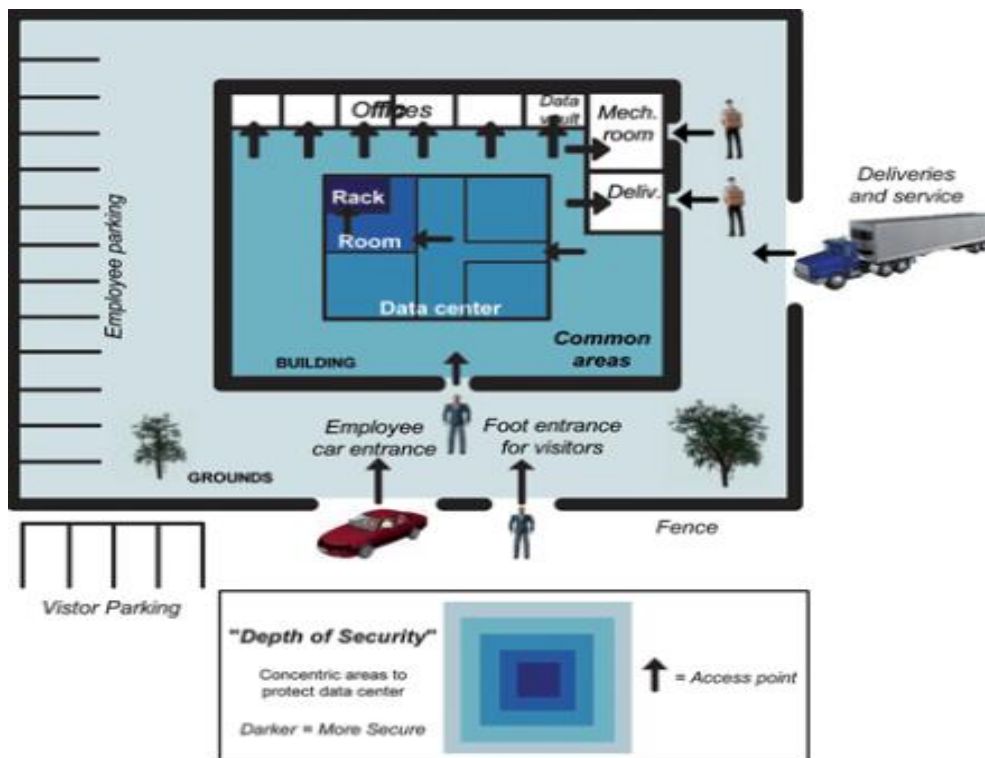 Offices
Data
vault
Mech.
room
Deliv.
Deliveries
and service
Employee parking
Rack
Room
Data center
Common
areas
BUILDING
Employee
car entrance
Foot entrance
for visitors
GROUNDS
Fence
Vistor Parking
"Depth of Security"
Concentric areas to
protect data center
Darker = More Secure
= Access point